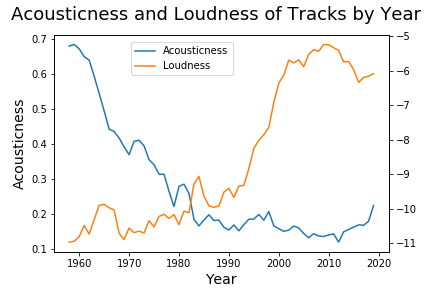 Acousticness and Loudness of Tracks by Year
Acousticness
Loudness
0.7
0.6
0.5
0.4
0.3
0.2
0.1
Acousticness
−5
−6
−7
−8
−9
−10
−11
1960 1970 1980 1990 2000 2010 2020
Year